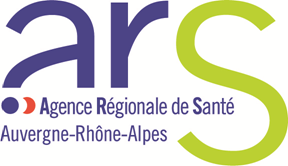 ars
Agence Régionale de Santé
Auvergne-Rhône-Alpes